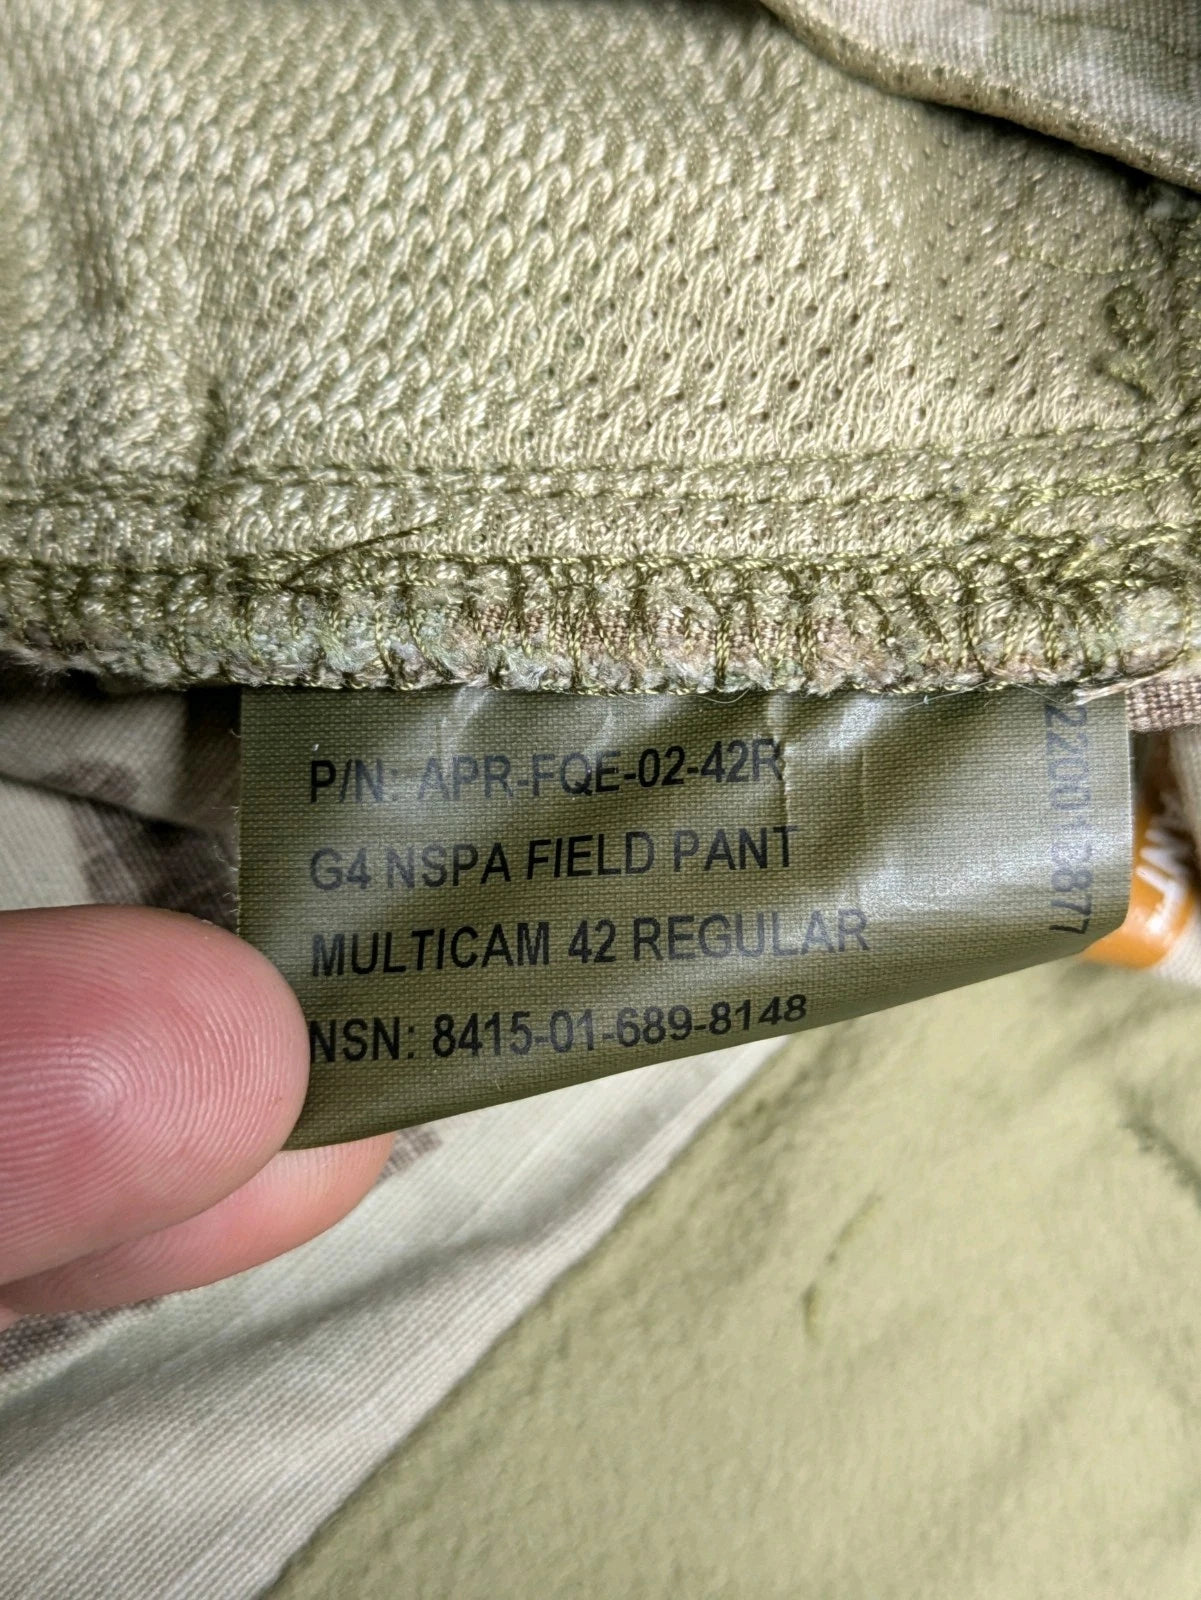 P/N: APR-FQE-02-42R
G4 NSPA FIELD PANT
MULTICAM 42 REGULAR
NSN: 8415-01-689-8148